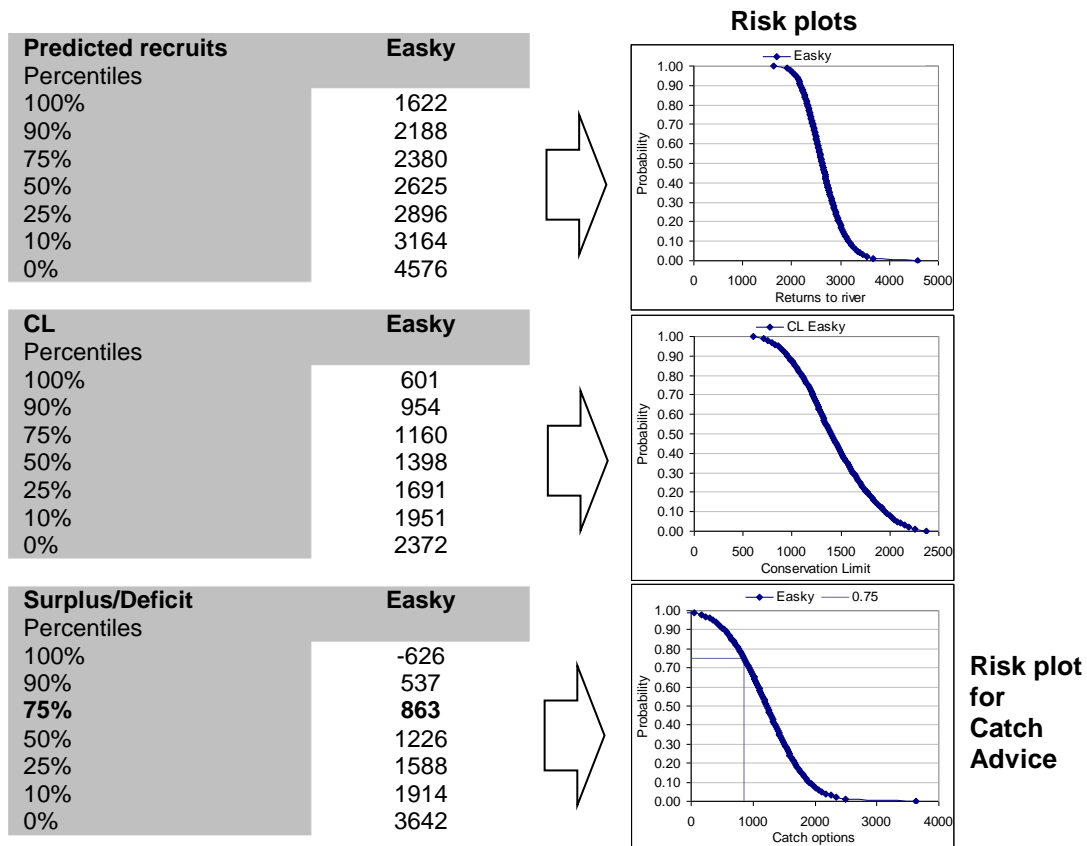 Risk plots
Predicted recruits Easky
Percentiles
100% 1622
90% 2188
75% 2380
50% 2625
25% 2896
10% 3164
0% 4576
Easky
1.00
0.90
0.80
0.70
0.60
0.50
0.40
0.30
0.20
0.10
0.00
Probability
0 1000 2000 3000 4000 5000
Returns to river
CL Easky
Percentiles
100% 601
90% 954
75% 1160
50% 1398
25% 1691
10% 1951
0% 2372
CL Easky
1.00
0.90
0.80
0.70
0.60
0.50
0.40
0.30
0.20
0.10
0.00
Probability
0 500 1000 1500 2000 2500
Conservation Limit
Surplus/Deficit Easky
Percentiles
100% -626
90% 537
75% 863
50% 1226
25% 1588
10% 1914
0% 3642
Easky 0.75
1.00
0.90
0.80
0.70
0.60
0.50
0.40
0.30
0.20
0.10
0.00
Probability
0 1000 2000 3000 4000
Catch options
Risk plot
for
Catch
Advice